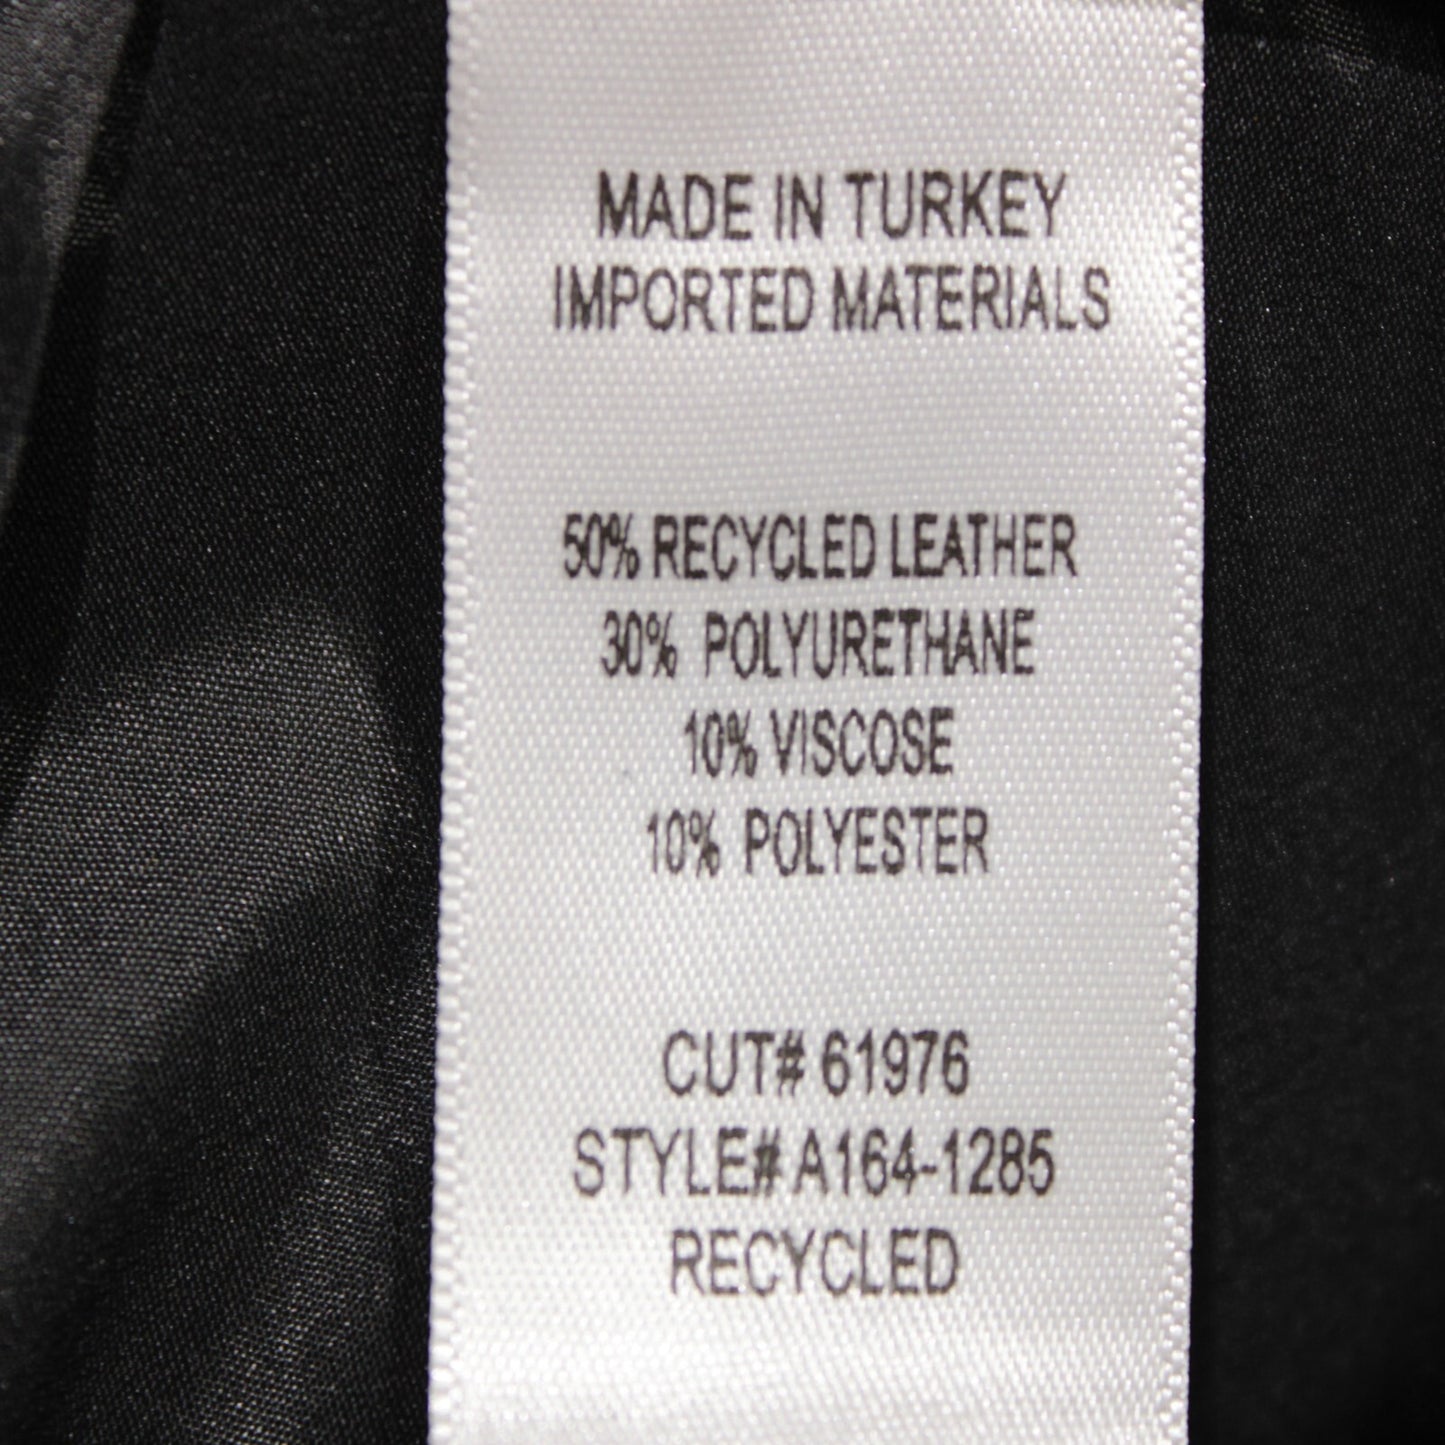 MADE IN TURKEY
IMPORTED MATERIALS
50% RECYCLED LEATHER
30% POLYURETHANE
10% VISCOSE
10% POLYESTER
CUT# 61976
STYLE# A164-1285
RECYCLED